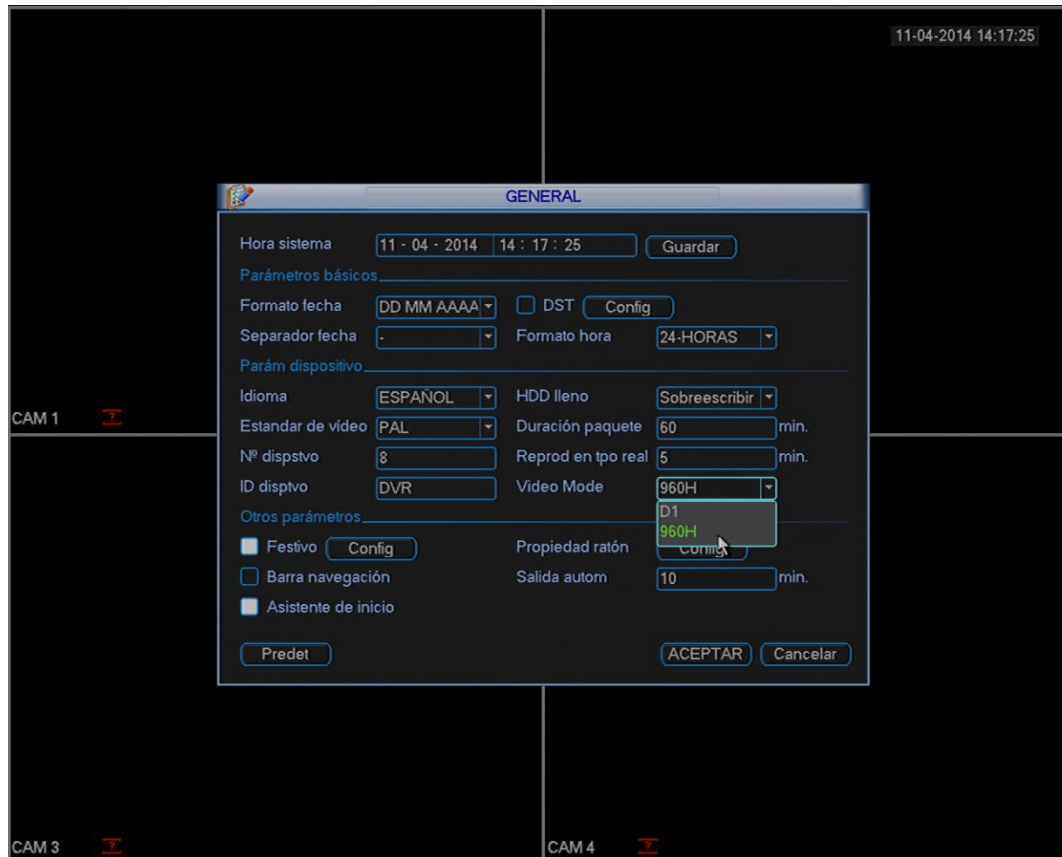 11-04-2014 14:17:25
GENERAL
Hora sistema 11 - 04 - 2014 14 : 17 : 25 Guardar
Parámetros básicos
Formato fecha DD MM AAAA DST Config
Separador fecha - Formato hora 24-HORAS
Parám dispositivo
Idioma ESPAÑOL HDD lleno Sobreescribir
Estandar de vídeo PAL Duración paquete 60 min.
Nº dispstvo 8 Reprod en tpo real 5 min.
ID disptvo DVR Video Mode 960H
D1
Otros parámetros 960H
Festivo Config Propiedad ratón Config
Barra navegación Salida autom 10 min.
Asistente de inicio
Predet ACEPTAR Cancelar
CAM 1 ?
CAM 3 ? CAM 4 ?